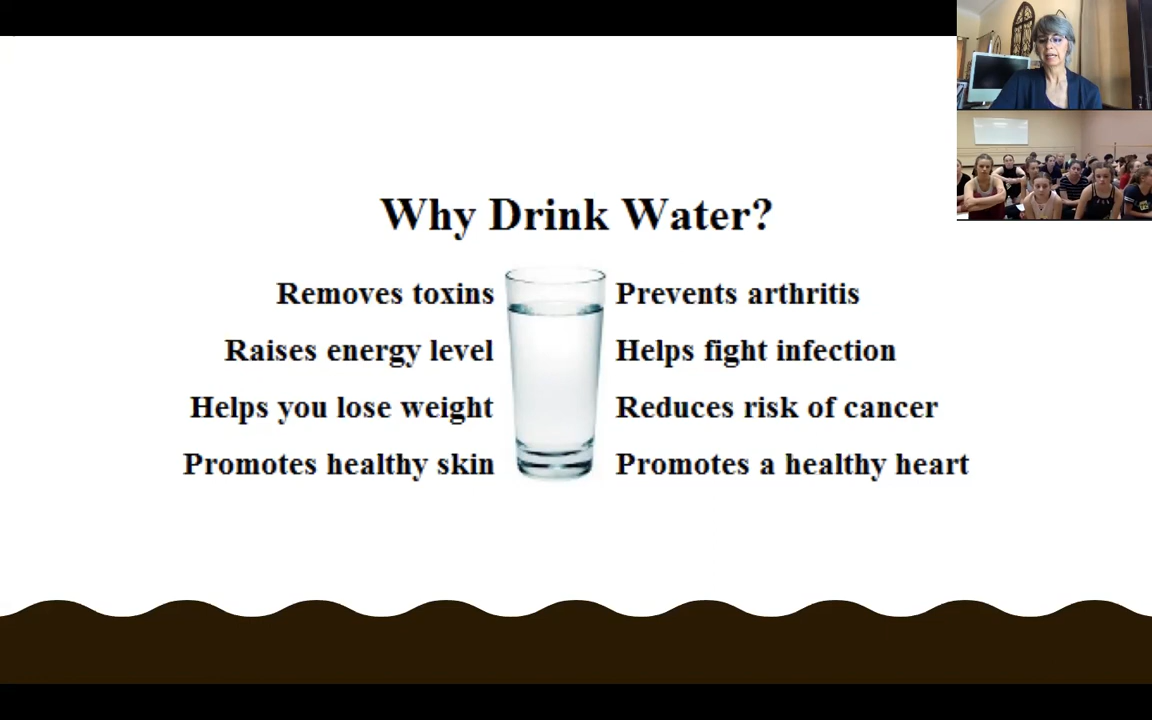 Why Drink Water?
Removes toxins
Raises energy level
Helps you lose weight
Promotes healthy skin
Prevents arthritis
Helps fight infection
Reduces risk of cancer
Promotes a healthy heart